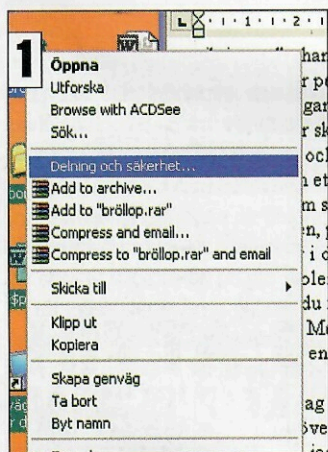 1
Öppna
Utforska
Browse with ACDSee
Sök...
Delning och säkerhet...
Add to archive...
Add to "bröllop.rar"
Compress and email...
Compress to "bröllop.rar" and email
Skicka till
Klipp ut
Kopiera
Skapa genväg
Ta bort
Byt namn